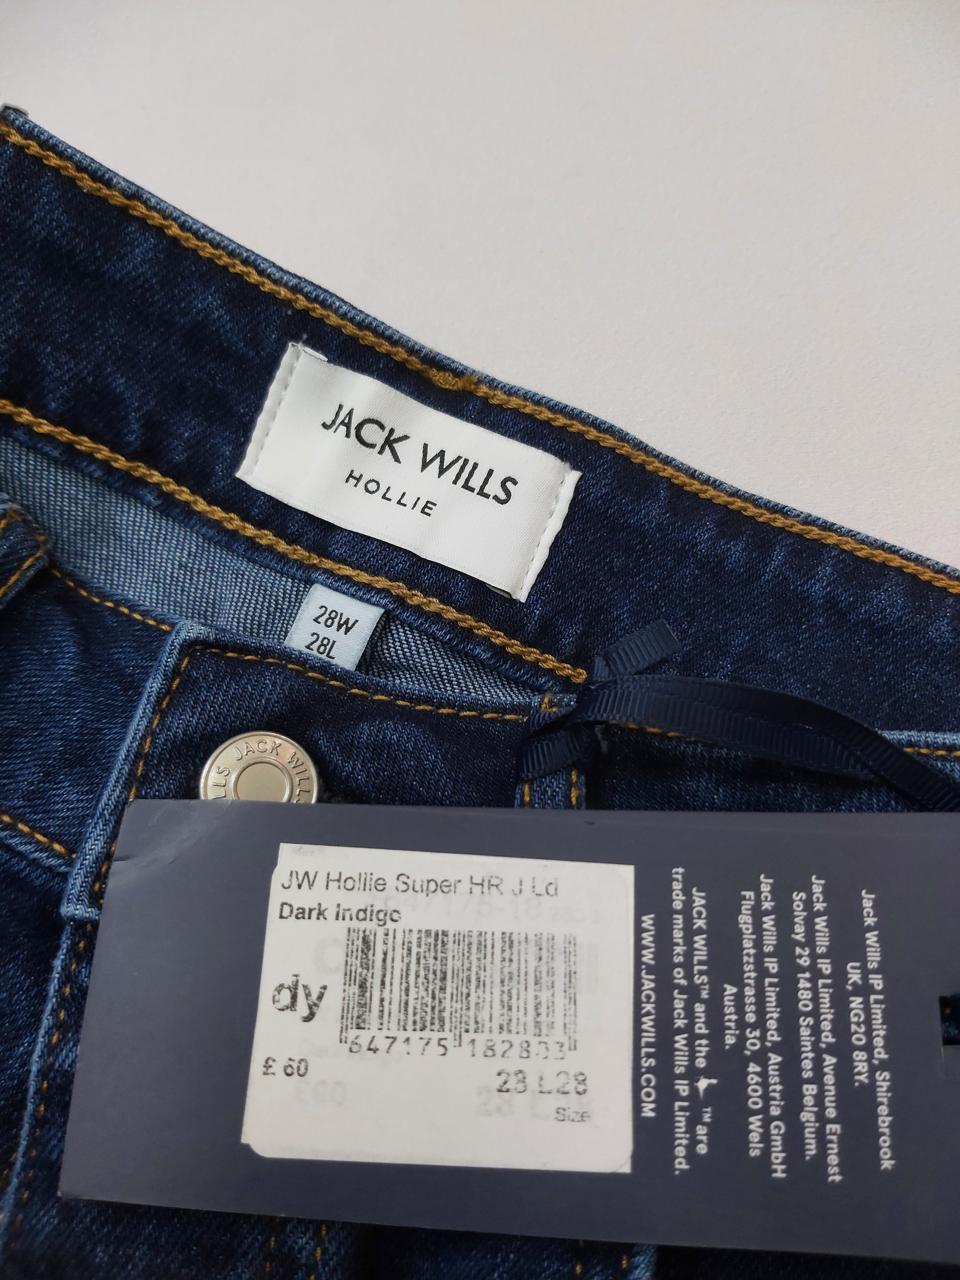 JACK WILLS
HOLLIE
28W
28L
JACK WILLS
JW Hollie Super HR J Ld
Dark Indigo
dy
£ 60
28 L28
Size
WWW.JACKWILLS.COM
JACK WILLS™ and the ™ are
trade marks of Jack Wills IP Limited.
Jack Wills IP Limited, Austria GmbH
Flugplatzstrasse 30, 4600 Wels
Austria.
Jack Wills IP Limited, Avenue Ernest
Solvay 29 1480 Saintes Belgium.
Jack Wills IP Limited, Shirebrook
UK, NG20 8RY.